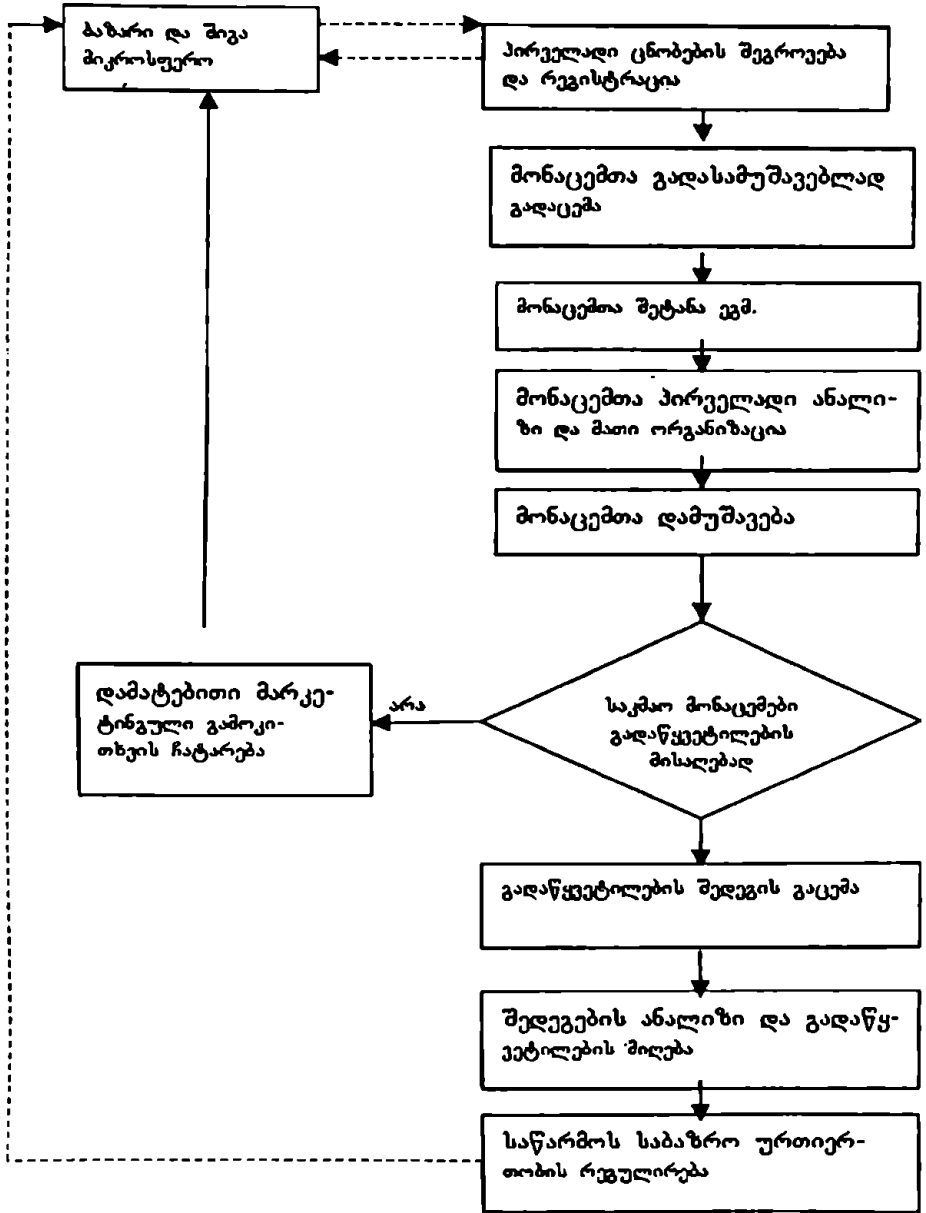 ბაზარი და შიგა
მიკროსფერო
პირველადი ცნობების შეგროვება
და რეგისტრაცია
მონაცემთა გადასამუშავებლად
გადაცემა
მონაცემთა შეტანა ეგმ.
მონაცემთა პირველადი ანალი-
ზი და მათი ორგანიზაცია
მონაცემთა დამუშავება
საკმაო მონაცემები
გადაწყვეტილების
მისაღებად
არა
დამატებითი მარკე-
ტინგული გამოკი-
თხვის ჩატარება
გადაწყვეტილების შედეგის გაცემა
შედეგების ანალიზი და გადაწყ-
ვეტილების მიღება
საწარმოს საბაზრო ურთიერ-
თობის რეგულირება